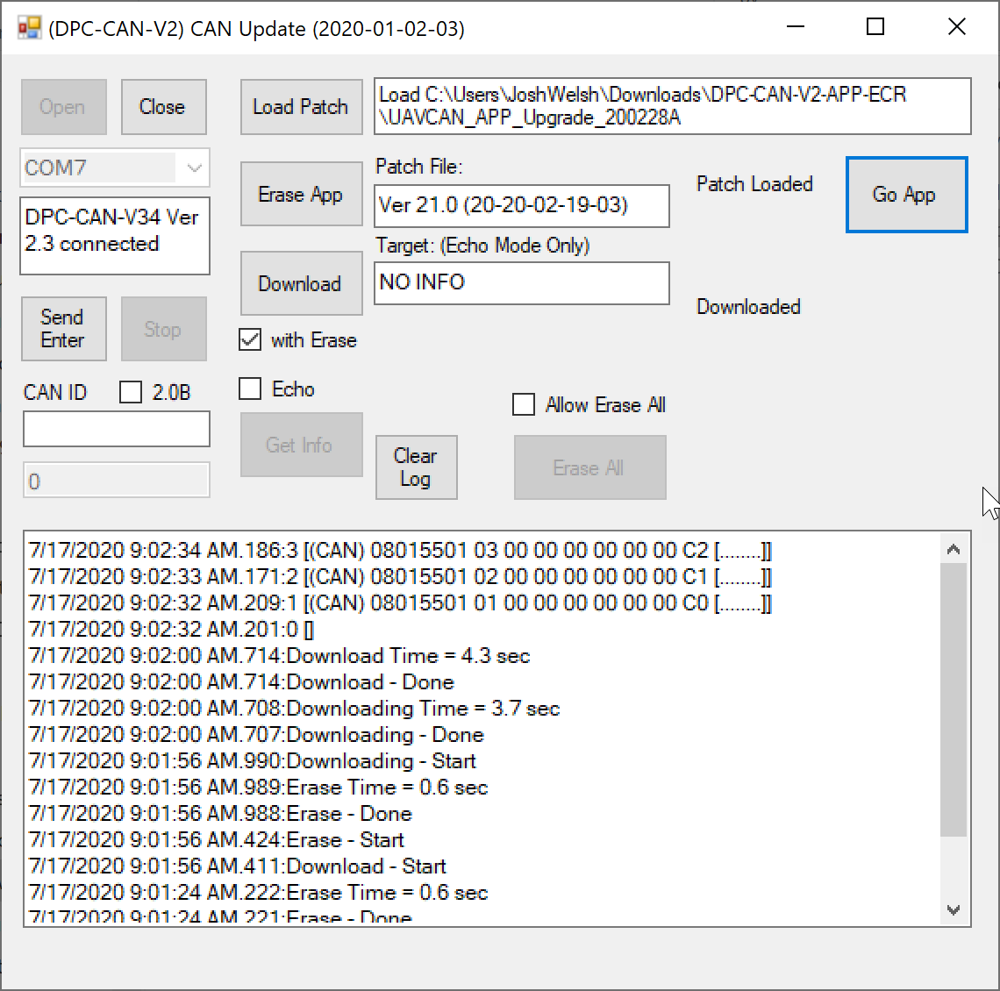 (DPC-CAN-V2) CAN Update (2020-01-02-03)
Open
Close
Load Patch
Load C:\Users\JoshWelsh\Downloads\DPC-CAN-V2-APP-ECR
\UAVCAN_APP_Upgrade_200228A
COM7
DPC-CAN-V34 Ver
2.3 connected
Erase App
Patch File:
Ver 21.0 (20-20-02-19-03)
Patch Loaded
Go App
Target: (Echo Mode Only)
Download
NO INFO
Downloaded
Send
Enter
Stop
with Erase
CAN ID
2.0B
Echo
Allow Erase All
Get Info
Clear
Log
Erase All
0
7/17/2020 9:02:34 AM.186:3 [(CAN) 08015501 03 00 00 00 00 00 00 C2 [........]]
7/17/2020 9:02:33 AM.171:2 [(CAN) 08015501 02 00 00 00 00 00 00 C1 [........]]
7/17/2020 9:02:32 AM.209:1 [(CAN) 08015501 01 00 00 00 00 00 00 C0 [........]]
7/17/2020 9:02:32 AM.201:0 []
7/17/2020 9:02:00 AM.714:Download Time = 4.3 sec
7/17/2020 9:02:00 AM.714:Download - Done
7/17/2020 9:02:00 AM.708:Downloading Time = 3.7 sec
7/17/2020 9:02:00 AM.707:Downloading - Done
7/17/2020 9:01:56 AM.990:Downloading - Start
7/17/2020 9:01:56 AM.989:Erase Time = 0.6 sec
7/17/2020 9:01:56 AM.988:Erase - Done
7/17/2020 9:01:56 AM.424:Erase - Start
7/17/2020 9:01:56 AM.411:Download - Start
7/17/2020 9:01:24 AM.222:Erase Time = 0.6 sec
7/17/2020 9:01:24 AM.221:Erase - Done